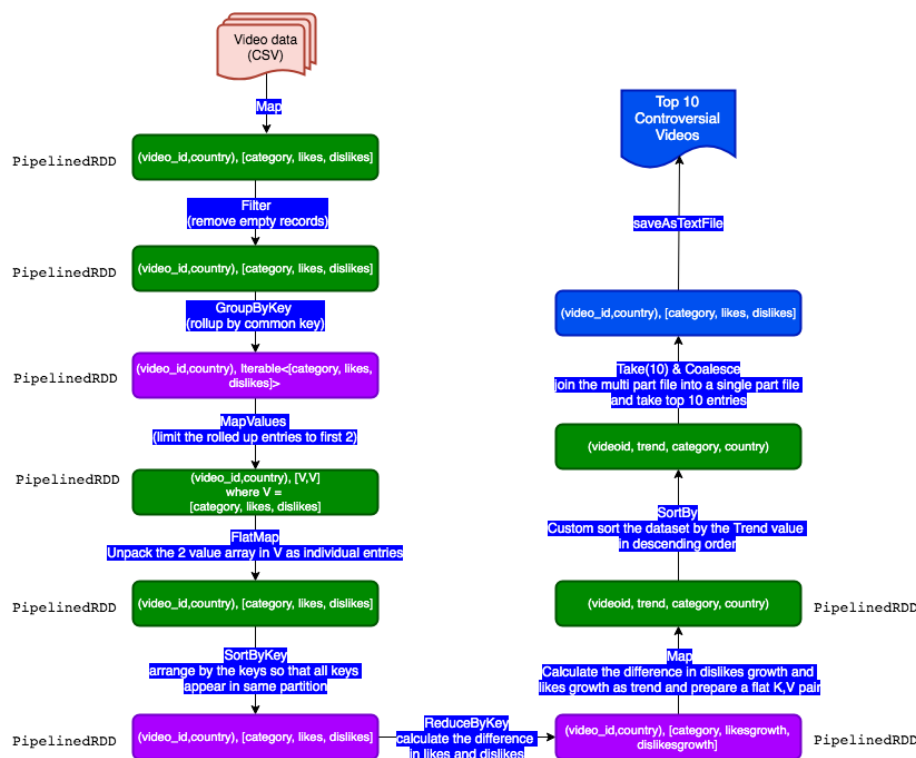 Video data
(CSV)
Map
PipelinedRDD
(video_id,country), [category, likes, dislikes]
Filter
(remove empty records)
PipelinedRDD
(video_id,country), [category, likes, dislikes]
GroupByKey
(rollup by common key)
PipelinedRDD
(video_id,country), Iterable<[category, likes,
dislikes]>
MapValues
(limit the rolled up entries to first 2)
PipelinedRDD
(video_id,country), [V,V]
where V =
[category, likes, dislikes]
FlatMap
Unpack the 2 value array in V as individual entries
PipelinedRDD
(video_id,country), [category, likes, dislikes]
SortByKey
arrange by the keys so that all keys
appear in same partition
PipelinedRDD
(video_id,country), [category, likes, dislikes]
ReduceByKey
calculate the difference
in likes and dislikes
(video_id,country), [category, likesgrowth,
dislikesgrowth]
PipelinedRDD
Map
Calculate the difference in dislikes growth and
likes growth as trend and prepare a flat K,V pair
(videoid, trend, category, country)
PipelinedRDD
SortBy
Custom sort the dataset by the Trend value
in descending order
(videoid, trend, category, country)
Take(10) & Coalesce
join the multi part file into a single part file
and take top 10 entries
(video_id,country), [category, likes, dislikes]
saveAsTextFile
Top 10
Controversial
Videos